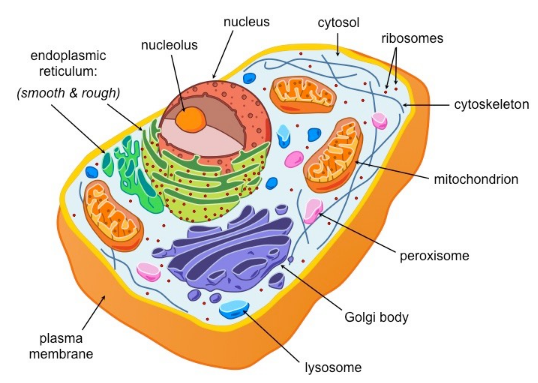 nucleus
cytosol
ribosomes
nucleolus
endoplasmic
reticulum:
(smooth & rough)
cytoskeleton
mitochondrion
peroxisome
Golgi body
plasma
membrane
lysosome